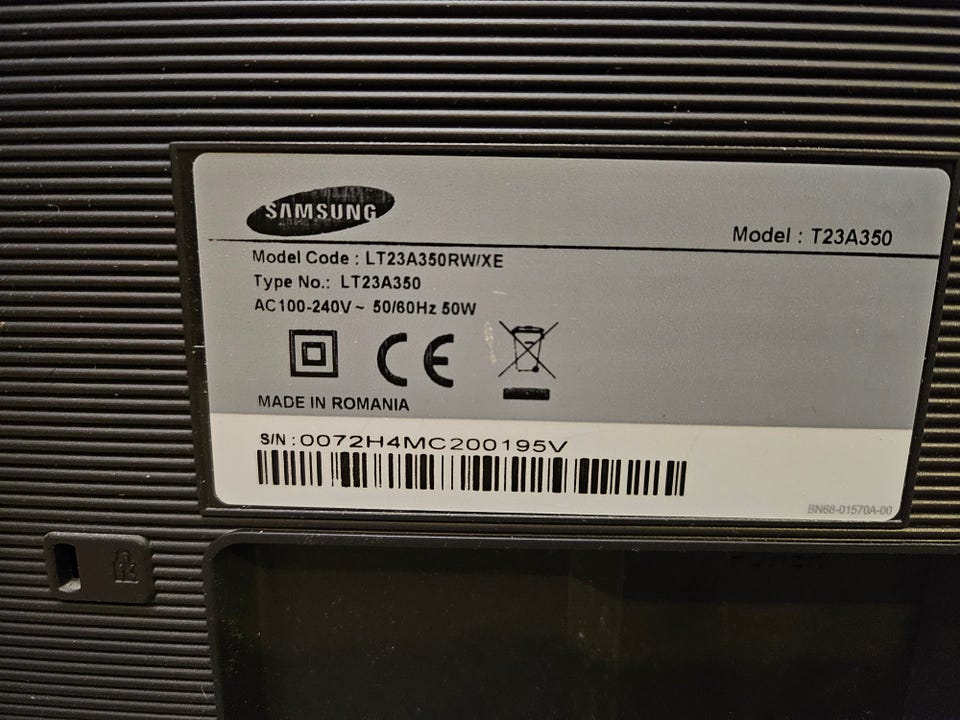 SAMSUNG
Model : T23A350
Model Code : LT23A350RW/XE
Type No.: LT23A350
AC100-240V~ 50/60Hz 50W
CE
MADE IN ROMANIA
S/N : 0072H4MC200195V
BN68-01570A-00
POWER